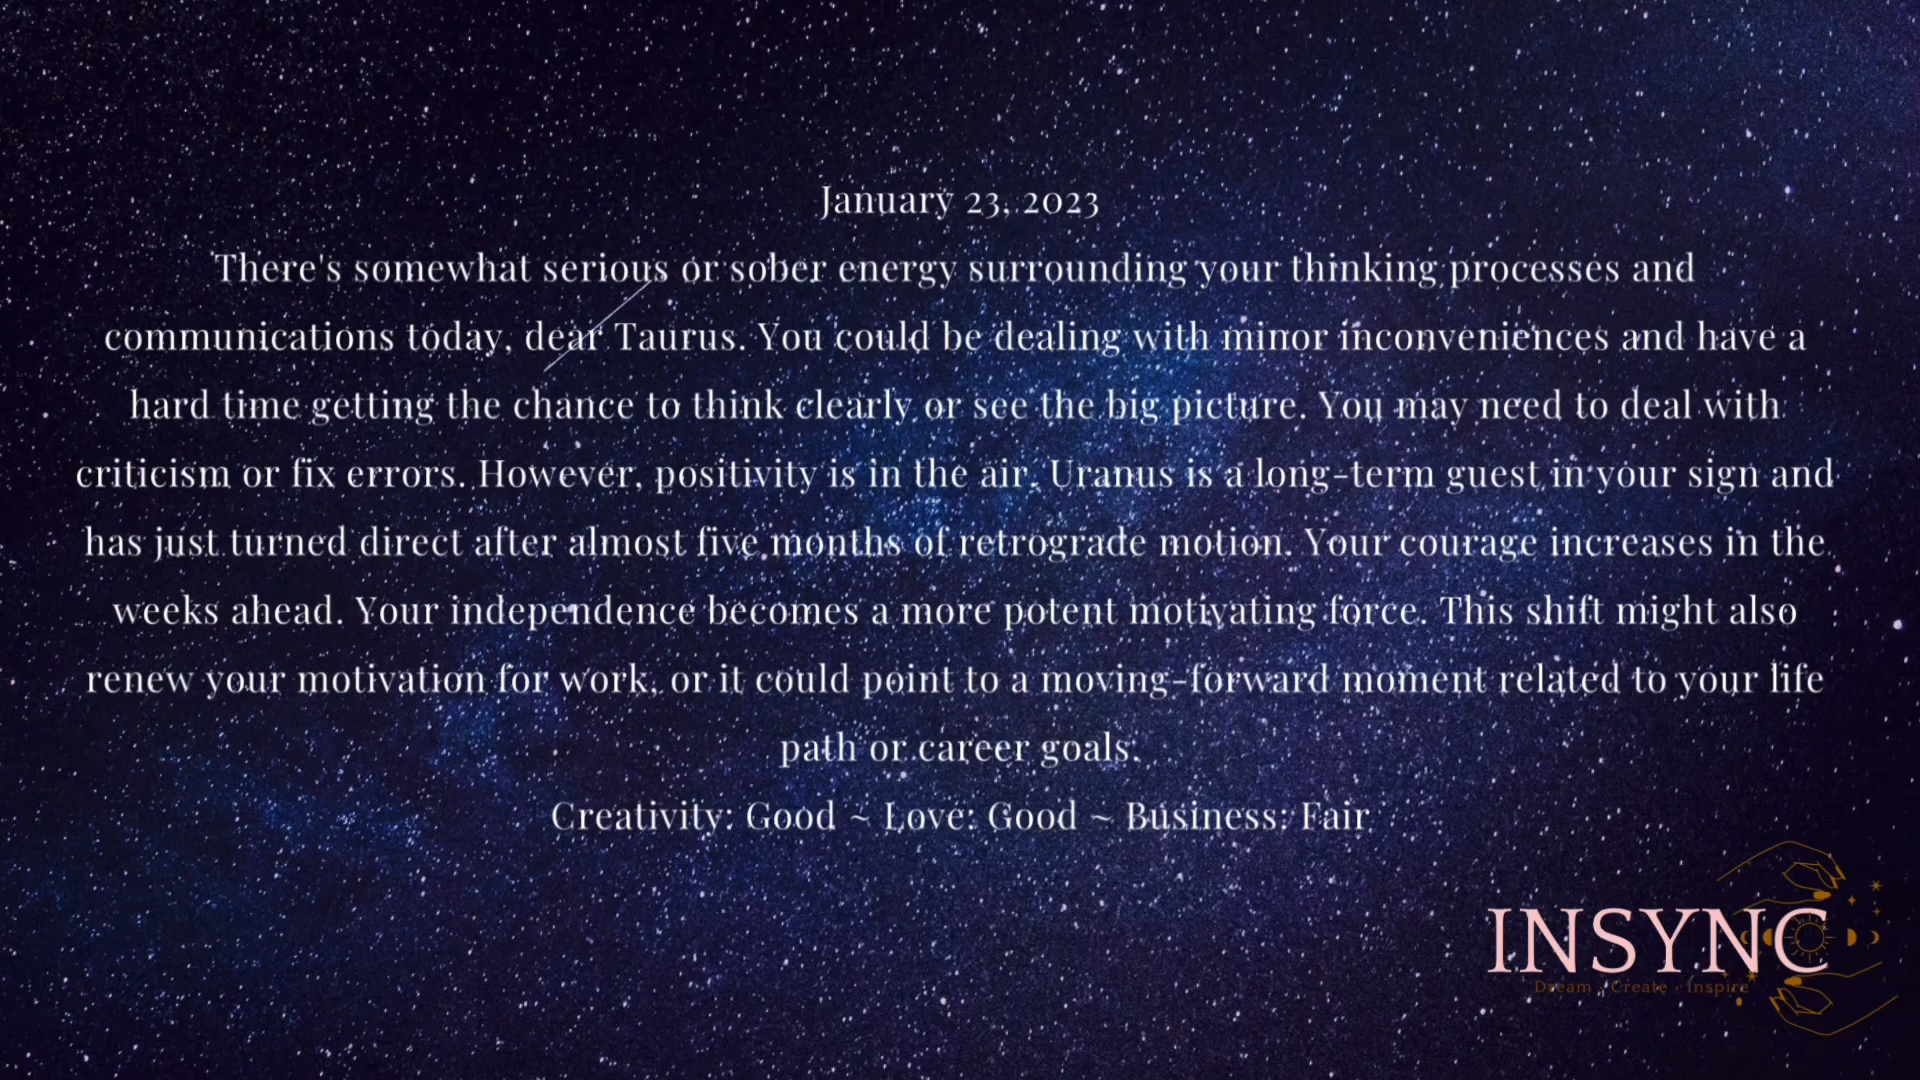 January 23, 2023
There's somewhat serious or sober energy surrounding your thinking processes and
communications today, dear Taurus. You could be dealing with minor inconveniences and have a
hard time getting the chance to think clearly or see the big picture. You may need to deal with
criticism or fix errors. However, positivity is in the air. Uranus is a long-term guest in your sign and
has just turned direct after almost five months of retrograde motion. Your courage increases in the
weeks ahead. Your independence becomes a more potent motivating force. This shift might also
renew your motivation for work, or it could point to a moving-forward moment related to your life
path or career goals.
Creativity: Good ~ Love: Good ~ Business: Fair
INSYNC
Dream · Create · Inspire